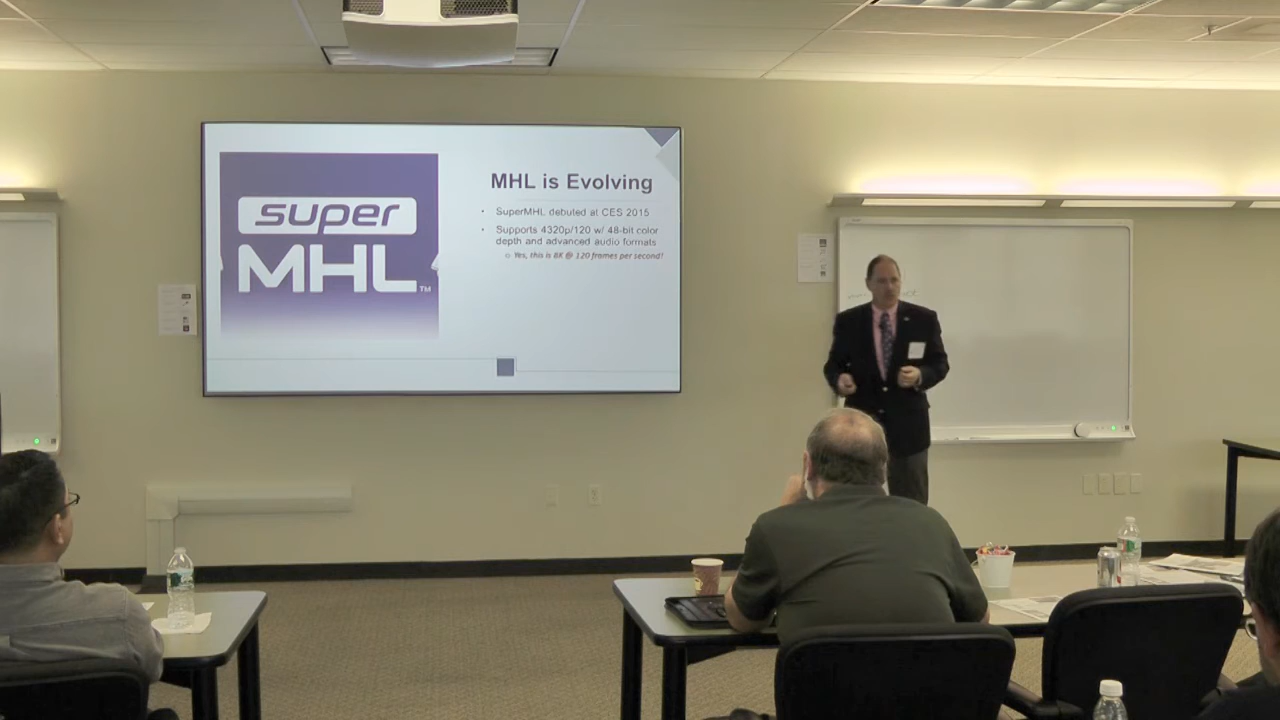 super
MHL™
MHL is Evolving
• SuperMHL debuted at CES 2015
• Supports 4320p/120 w/ 48-bit color
depth and advanced audio formats
o Yes, this is 8K @ 120 frames per second!